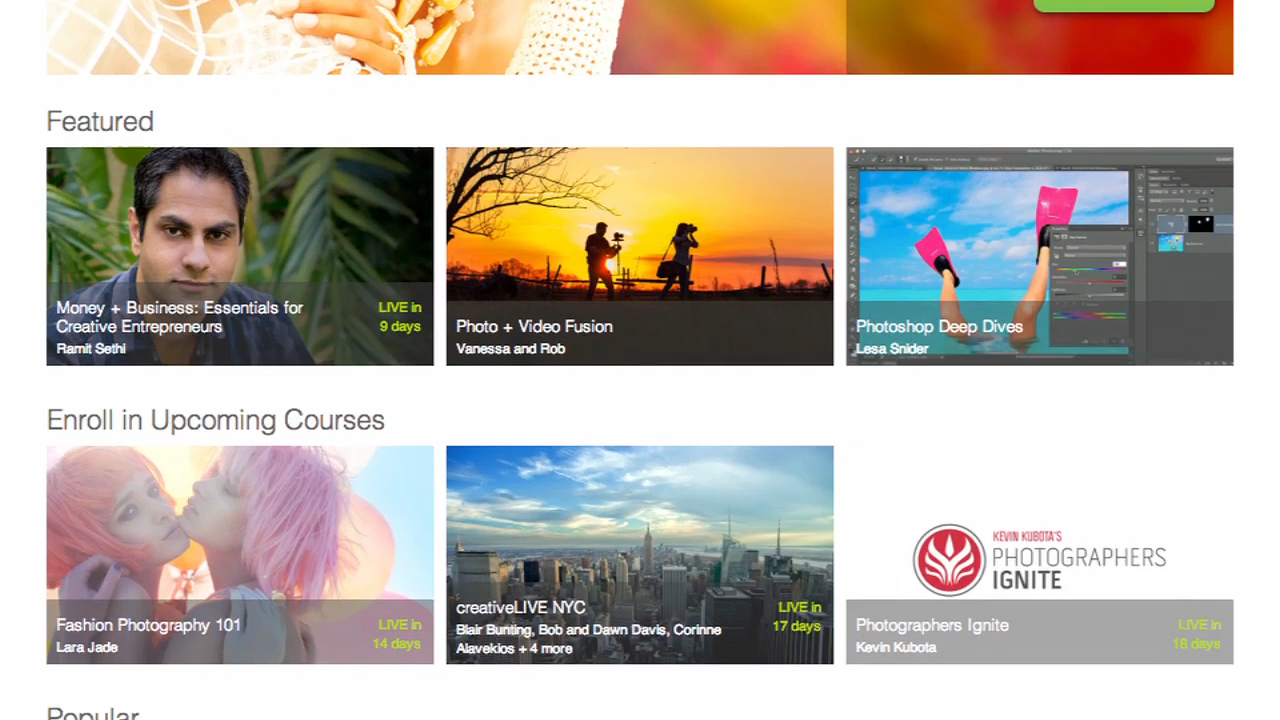 Featured
Money + Business: Essentials for
Creative Entrepreneurs
Ramit Sethi
LIVE in
9 days
Photo + Video Fusion
Vanessa and Rob
Photoshop Deep Dives
Lesa Snider
Enroll in Upcoming Courses
Fashion Photography 101
Lara Jade
LIVE in
14 days
creativeLIVE NYC
Blair Bunting, Bob and Dawn Davis, Corinne
Alavekios + 4 more
LIVE in
17 days
KEVIN KUBOTA'S
PHOTOGRAPHERS
IGNITE
Photographers Ignite
Kevin Kubota
LIVE in
18 days
Popular